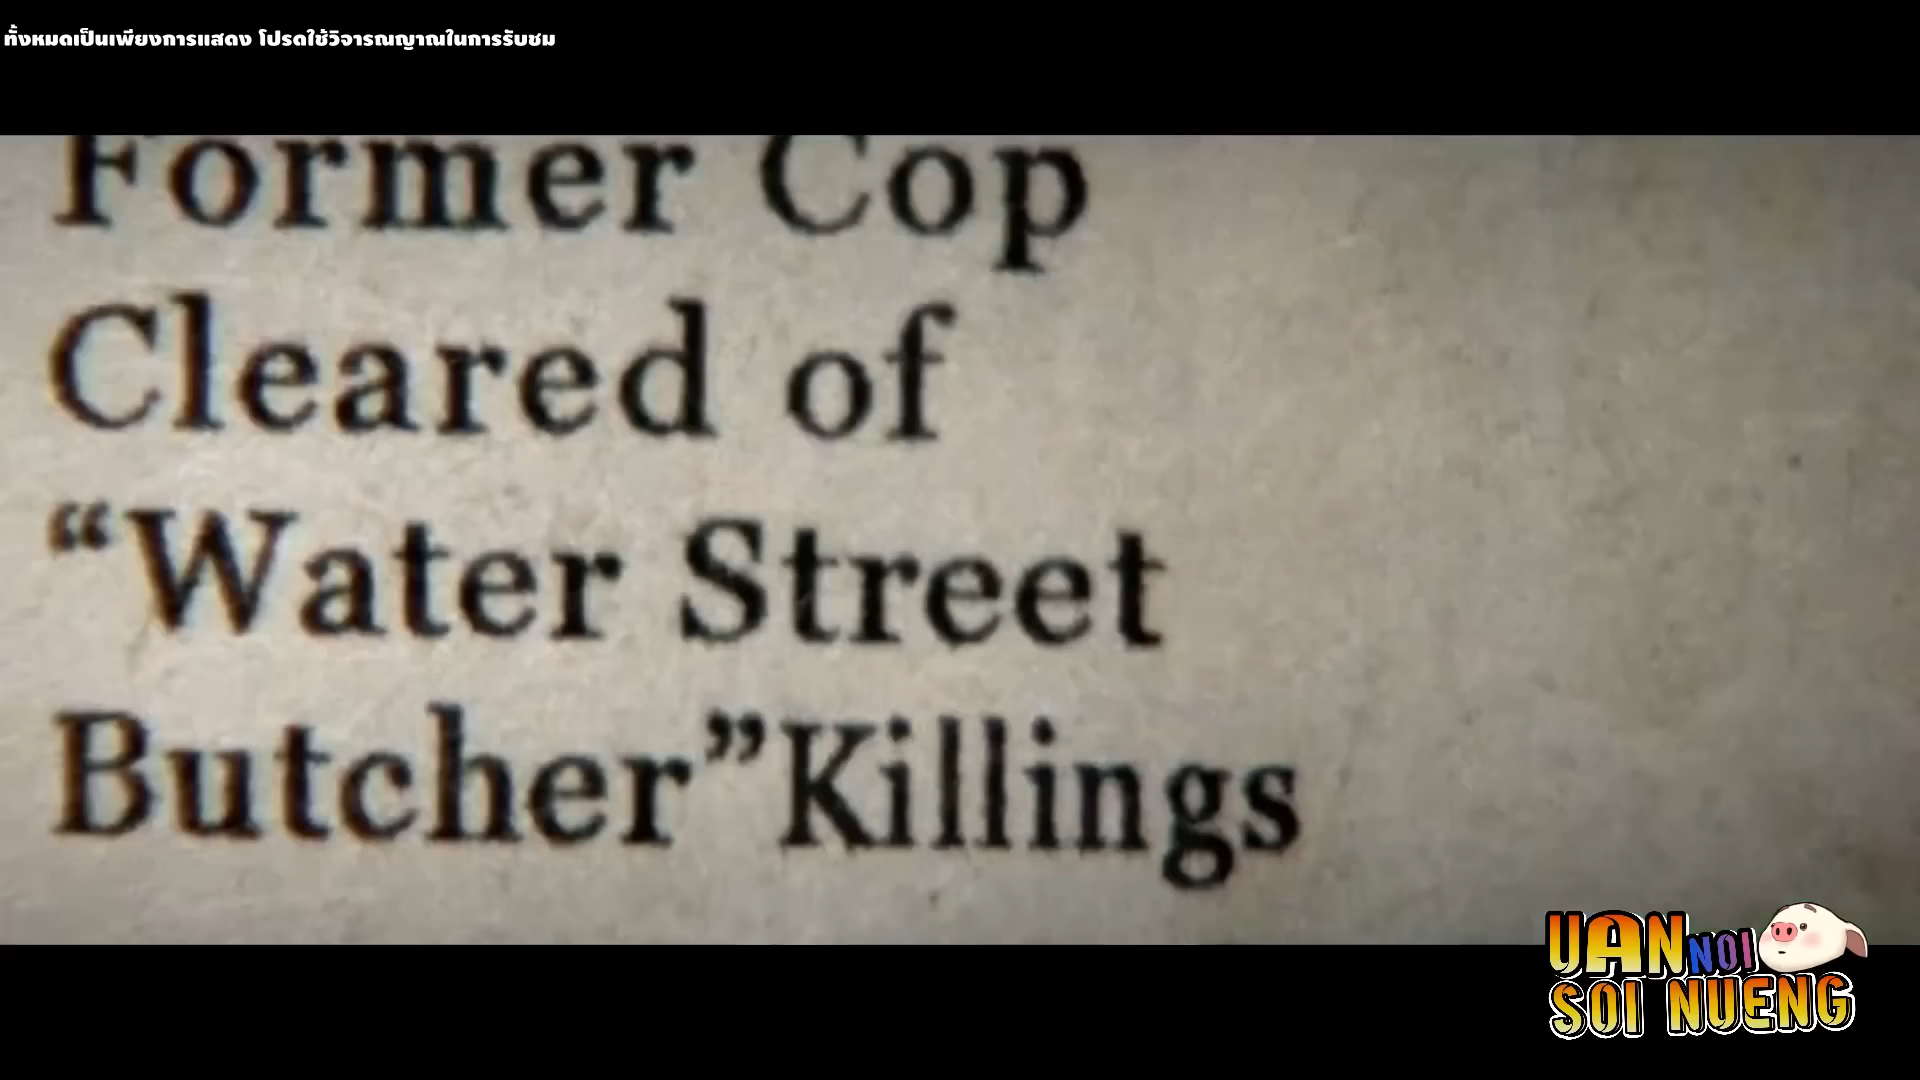 ทั้งหมดเป็นเพียงการแสดง โปรดใช้วิจารณญาณในการรับชม
Former Cop
Cleared of
“Water Street
Butcher”Killings
UAN NOI
SOI NUENG